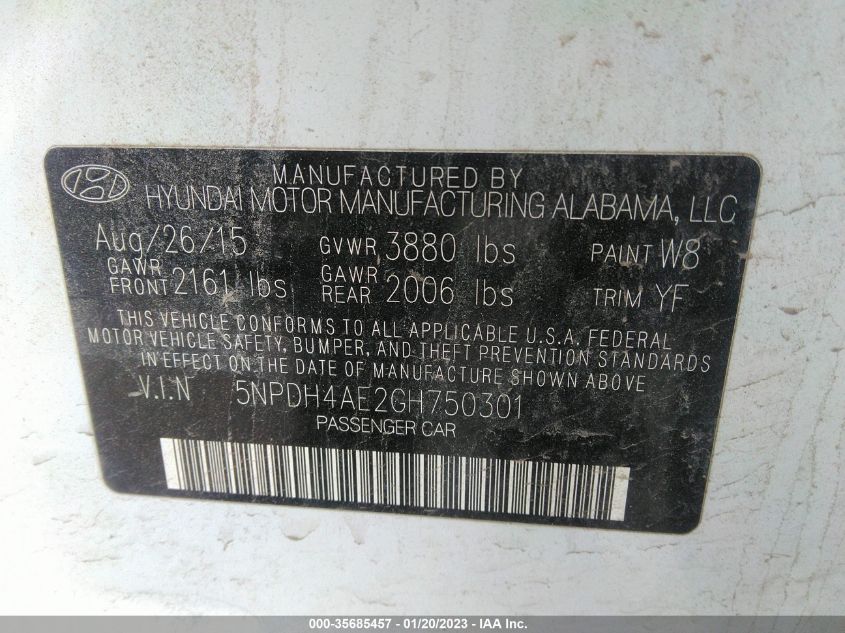 MANUFACTURED BY
HYUNDAI MOTOR MANUFACTURING ALABAMA, LLC
Aug/26/15 GVWR 3880 lbs PAINT W8
GAWR FRONT 2161 lbs GAWR REAR 2006 lbs TRIM YF
THIS VEHICLE CONFORMS TO ALL APPLICABLE U.S.A. FEDERAL
MOTOR VEHICLE SAFETY, BUMPER, AND THEFT PREVENTION STANDARDS
IN EFFECT ON THE DATE OF MANUFACTURE SHOWN ABOVE
V.I.N 5NPDH4AE2GH750301
PASSENGER CAR
000-35685457 - 01/20/2023 - IAA Inc.